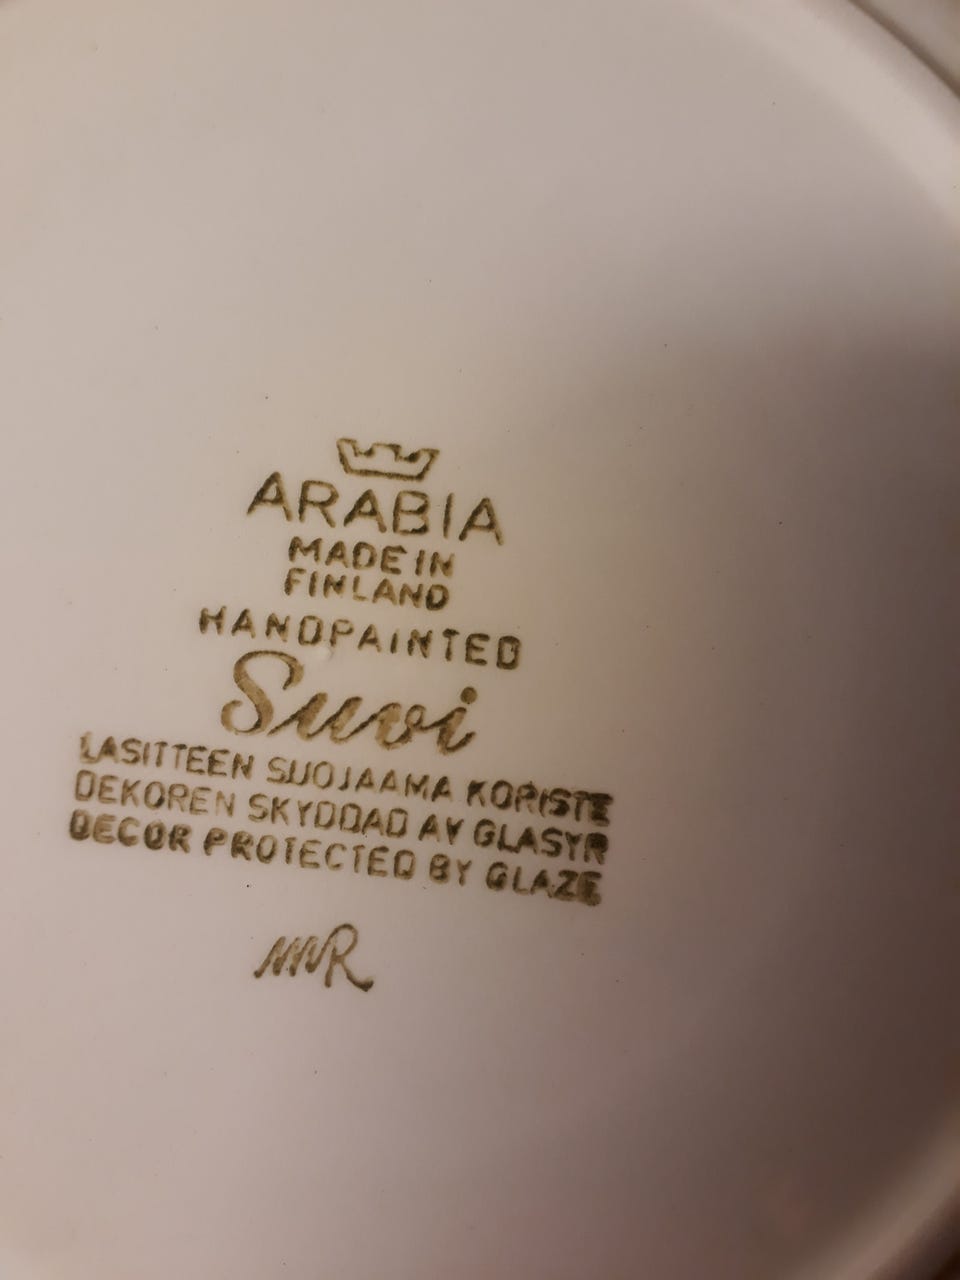 ARABIA
MADE IN
FINLAND
HANDPAINTED
Suvi
LASITTEEN SUOJAAMA KORISTE
DEKOREN SKYDDAD AV GLASYR
DECOR PROTECTED BY GLAZE